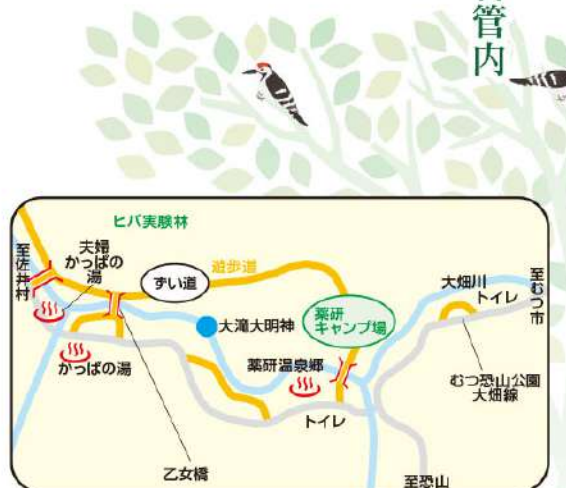 管内
ヒバ実験林
至佐井村
夫婦
かっぱの
湯
ずい道
遊歩道
大畑川
トイレ
至むつ市
大滝大明神
薬研
キャンプ場
かっぱの湯
薬研温泉郷
むつ恐山公園
大畑線
トイレ
乙女橋
至恐山